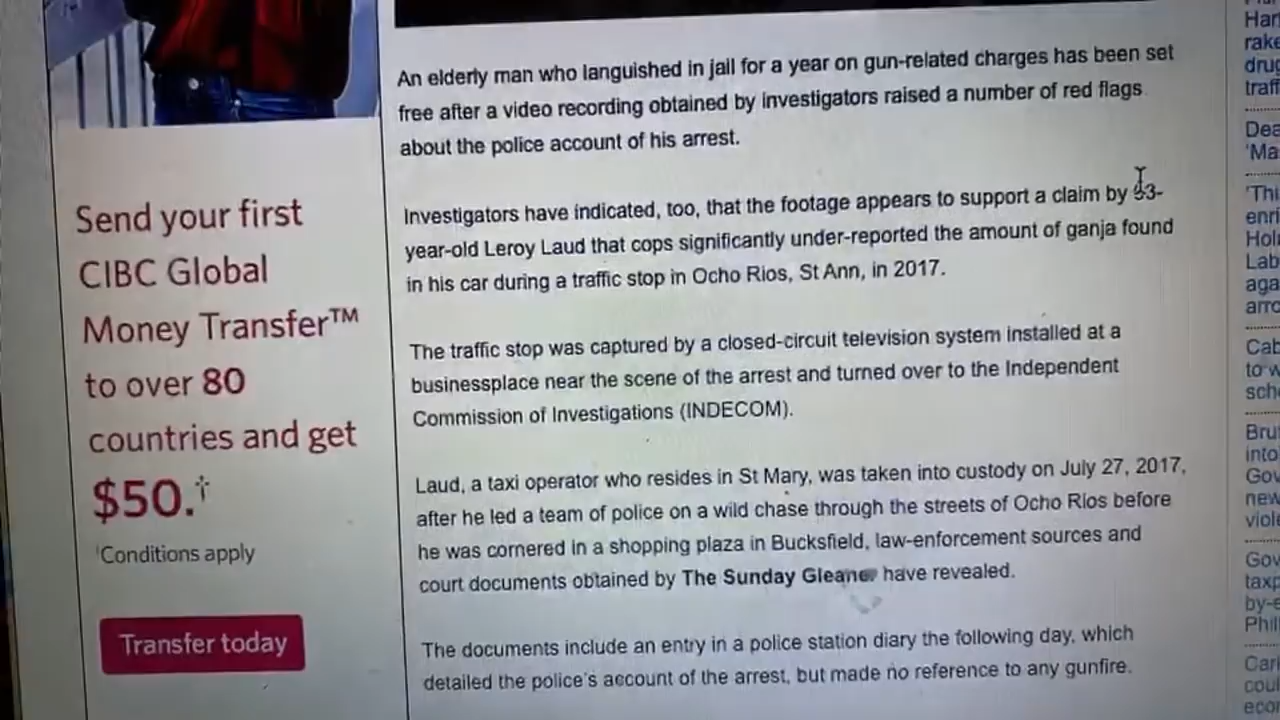 An elderly man who languished in jail for a year on gun-related charges has been set
free after a video recording obtained by investigators raised a number of red flags
about the police account of his arrest.
Investigators have indicated, too, that the footage appears to support a claim by
year-old Leroy Laud that cops significantly under-reported the amount of ganja found
in his car during a traffic stop in Ocho Rios, St Ann, in 2017.
The traffic stop was captured by a closed-circuit television system installed at a
businessplace near the scene of the arrest and turned over to the Independent
Commission of Investigations (INDECOM).
Laud, a taxi operator who resides in St Mary, was taken into custody on July 27, 2017,
after he led a team of police on a wild chase through the streets of Ocho Rios before
he was cornered in a shopping plaza in Bucksfield, law-enforcement sources and
court documents obtained by The Sunday Gleaner have revealed.
The documents include an entry in a police station diary the following day, which
detailed the police's account of the arrest, but made no reference to any gunfire.
Send your first
CIBC Global
Money Transfer™
to over 80
countries and get
$50.†
†Conditions apply
Transfer today